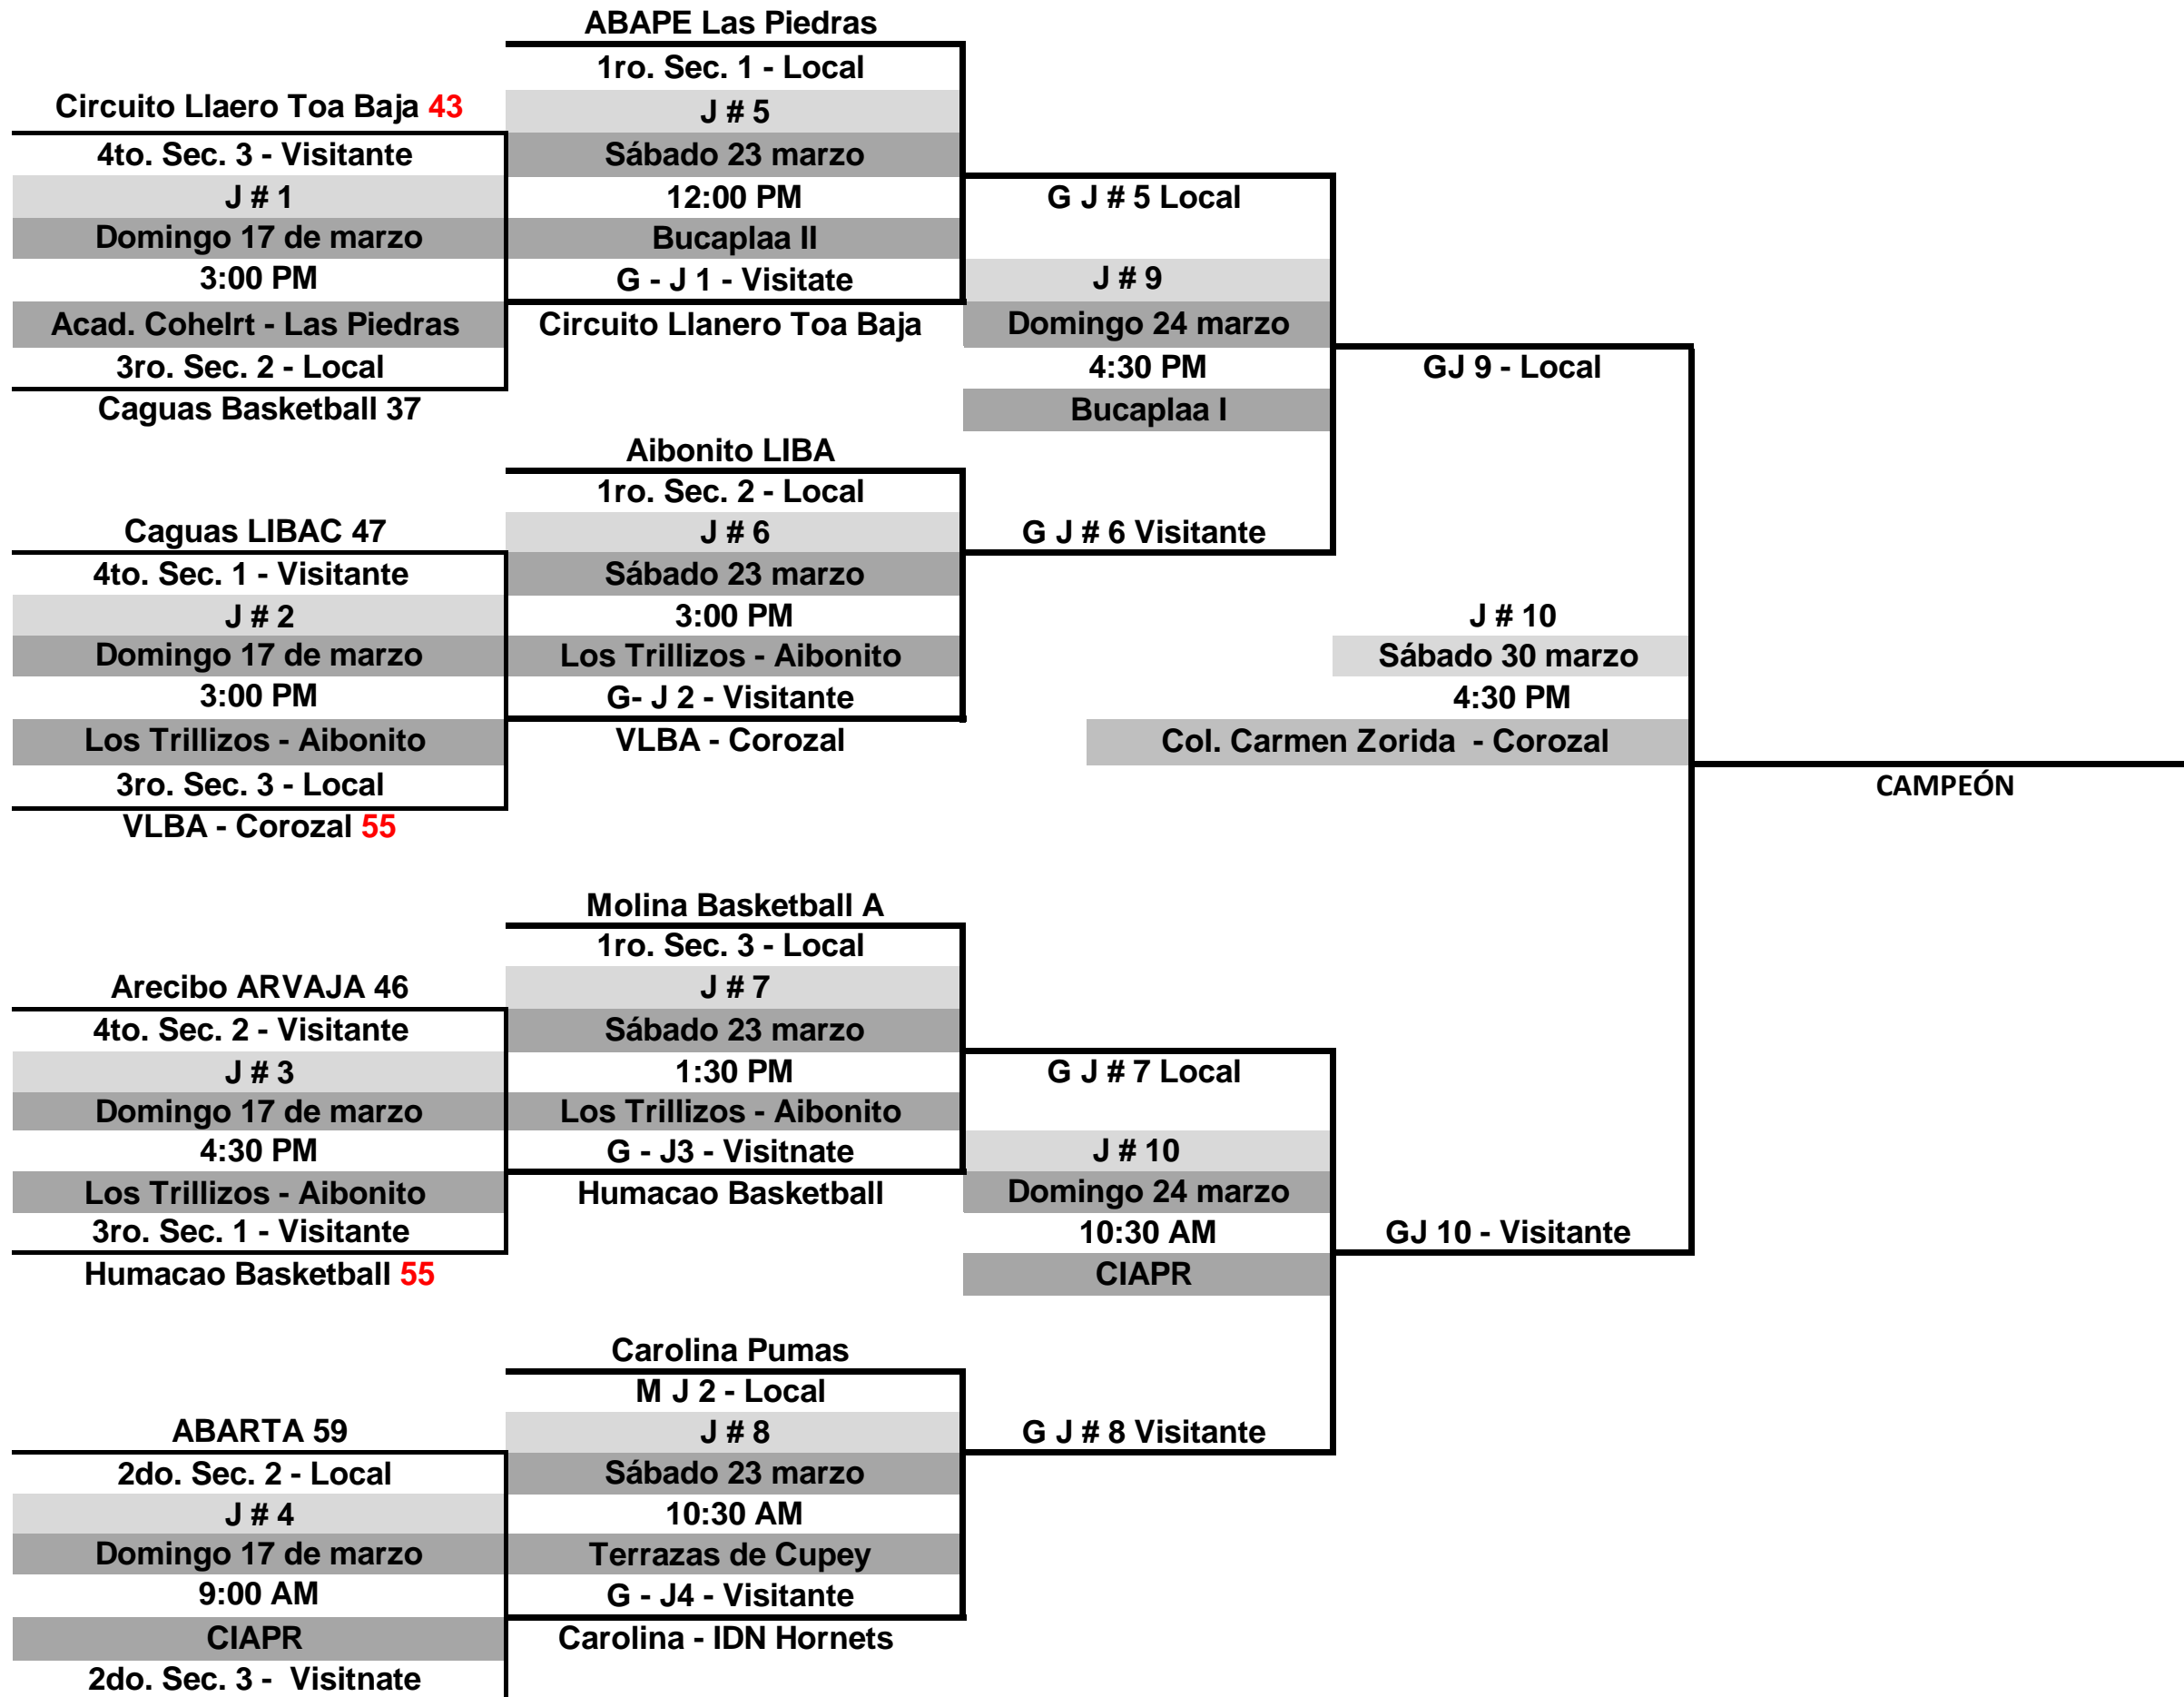 ABAPE Las Piedras
1ro. Sec. 1 - Local
Circuito Llaero Toa Baja 43
J # 5
4to. Sec. 3 - Visitante
Sábado 23 marzo
J # 1
12:00 PM
G J # 5 Local
Domingo 17 de marzo
Bucaplaa II
3:00 PM
G - J 1 - Visitate
J # 9
Acad. Cohelrt - Las Piedras
Circuito Llanero Toa Baja
Domingo 24 marzo
3ro. Sec. 2 - Local
4:30 PM
GJ 9 - Local
Caguas Basketball 37
Bucaplaa I
Aibonito LIBA
1ro. Sec. 2 - Local
Caguas LIBAC 47
J # 6
G J # 6 Visitante
4to. Sec. 1 - Visitante
Sábado 23 marzo
J # 2
3:00 PM
J # 10
Domingo 17 de marzo
Los Trillizos - Aibonito
Sábado 30 marzo
3:00 PM
G- J 2 - Visitante
4:30 PM
Los Trillizos - Aibonito
VLBA - Corozal
Col. Carmen Zorida - Corozal
3ro. Sec. 3 - Local
CAMPEÓN
VLBA - Corozal 55
Molina Basketball A
1ro. Sec. 3 - Local
Arecibo ARVAJA 46
J # 7
4to. Sec. 2 - Visitante
Sábado 23 marzo
J # 3
1:30 PM
G J # 7 Local
Domingo 17 de marzo
Los Trillizos - Aibonito
4:30 PM
G - J3 - Visitnate
J # 10
Los Trillizos - Aibonito
Humacao Basketball
Domingo 24 marzo
3ro. Sec. 1 - Visitante
10:30 AM
GJ 10 - Visitante
Humacao Basketball 55
CIAPR
Carolina Pumas
M J 2 - Local
ABARTA 59
J # 8
G J # 8 Visitante
2do. Sec. 2 - Local
Sábado 23 marzo
J # 4
10:30 AM
Domingo 17 de marzo
Terrazas de Cupey
9:00 AM
G - J4 - Visitante
CIAPR
Carolina - IDN Hornets
2do. Sec. 3 - Visitnate